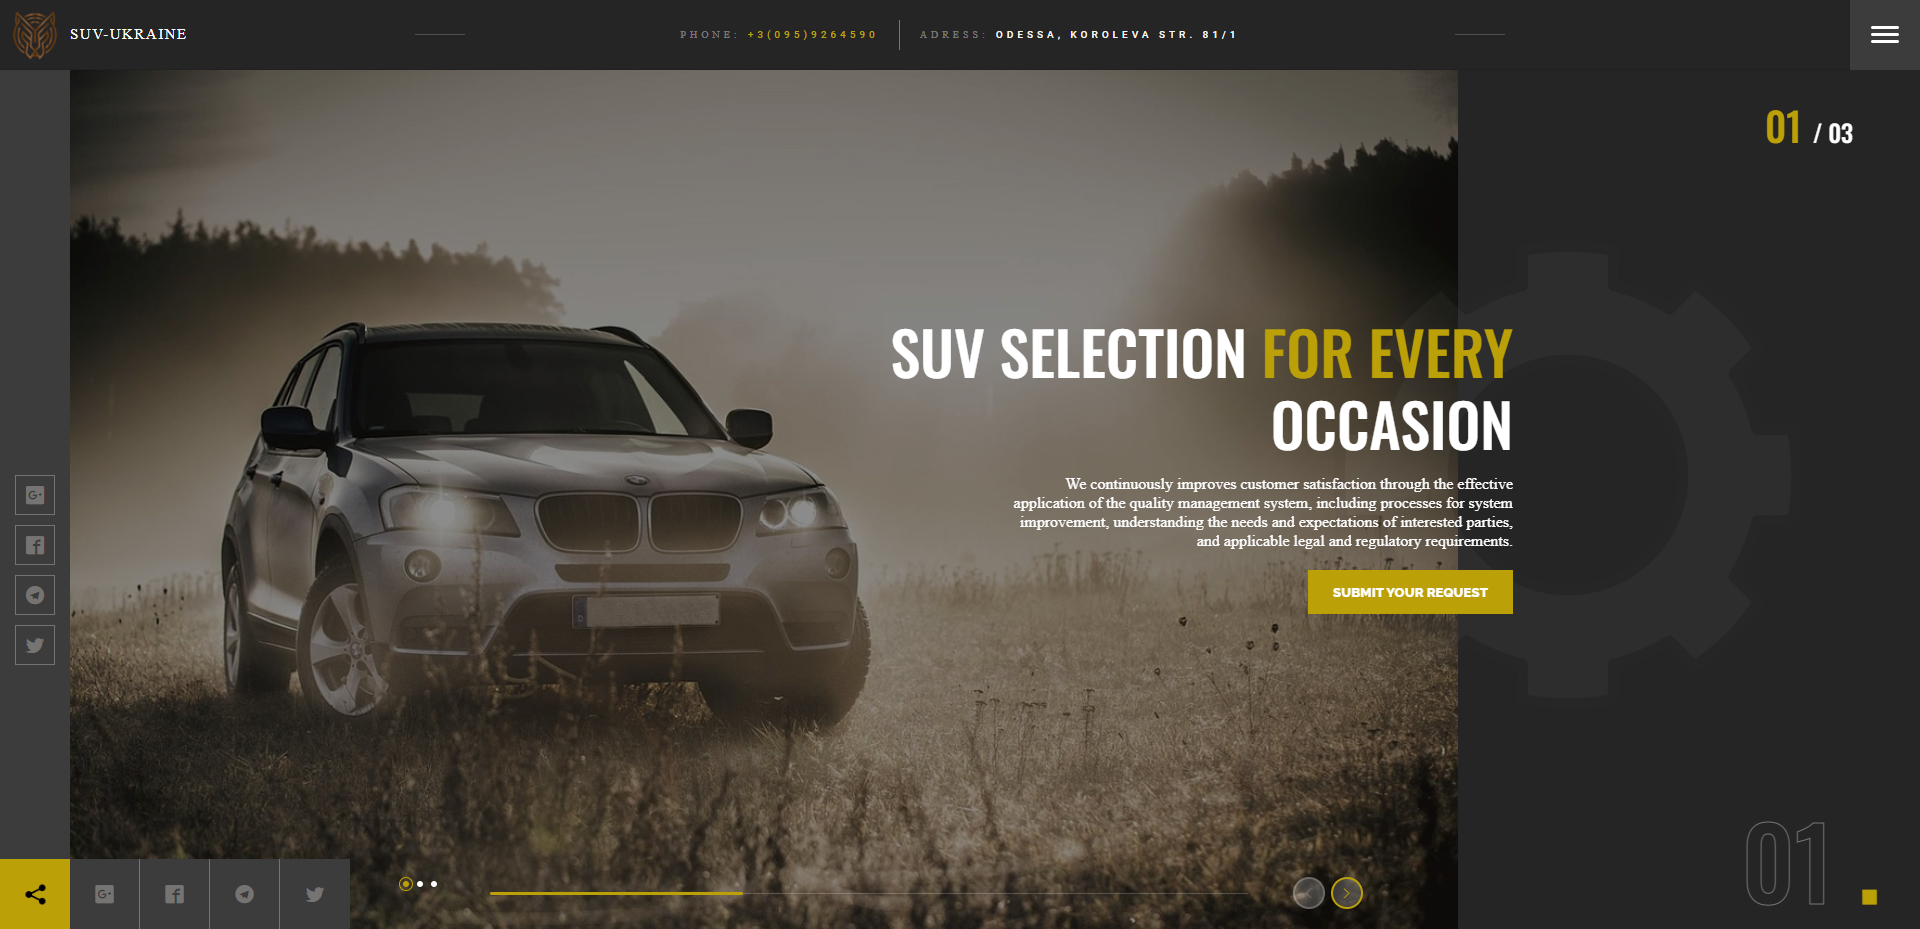 SUV-UKRAINE
PHONE: +3(095)9264590
ADRESS: ODESSA, KOROLEVA STR. 81/1
01 / 03
SUV SELECTION FOR EVERY
OCCASION
We continuously improves customer satisfaction through the effective
application of the quality management system, including processes for system
improvement, understanding the needs and expectations of interested parties,
and applicable legal and regulatory requirements.
SUBMIT YOUR REQUEST
01